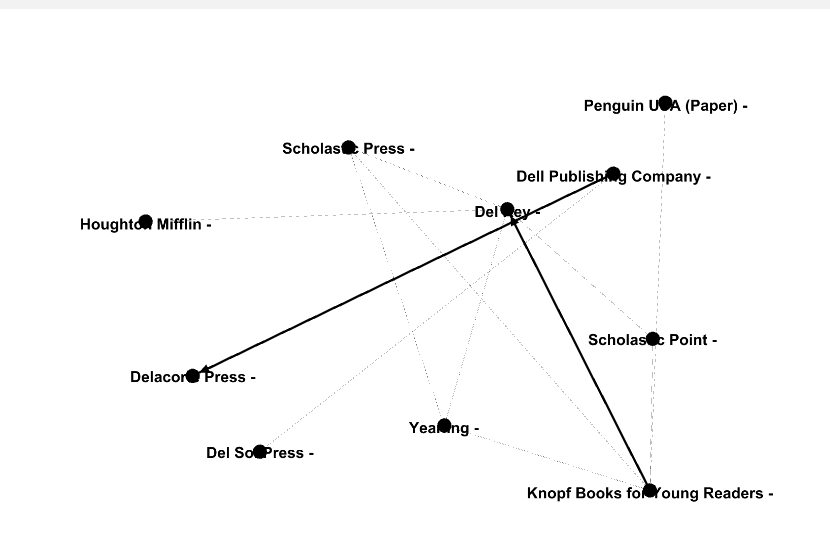 Penguin USA (Paper) -
Scholastic Press -
Dell Publishing Company -
Del Rey -
Houghton Mifflin -
Scholastic Point -
Delacorte Press -
Yearling -
Del Sol Press -
Knopf Books for Young Readers -